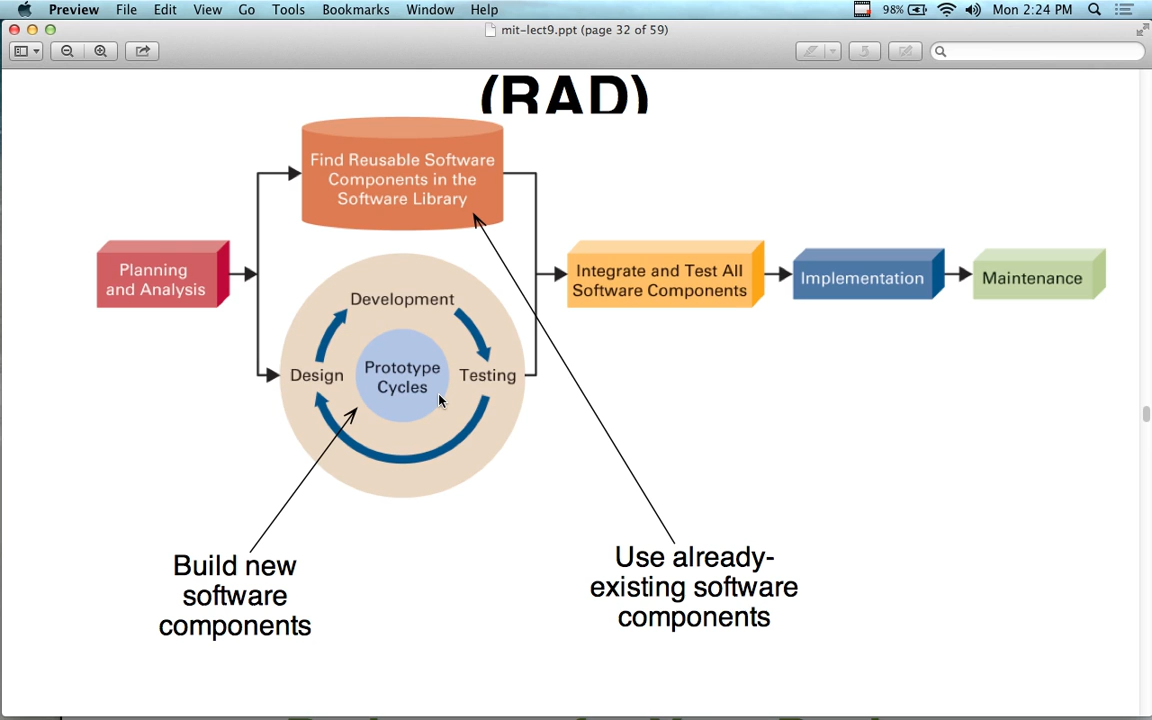 Preview File Edit View Go Tools Bookmarks Window Help 98% Mon 2:24 PM
mit-lect9.ppt (page 32 of 59)
(RAD)
Find Reusable Software
Components in the
Software Library
Planning
and Analysis
Integrate and Test All
Software Components
Implementation
Maintenance
Development
Prototype
Cycles
Design
Testing
Build new
software
components
Use already-
existing software
components